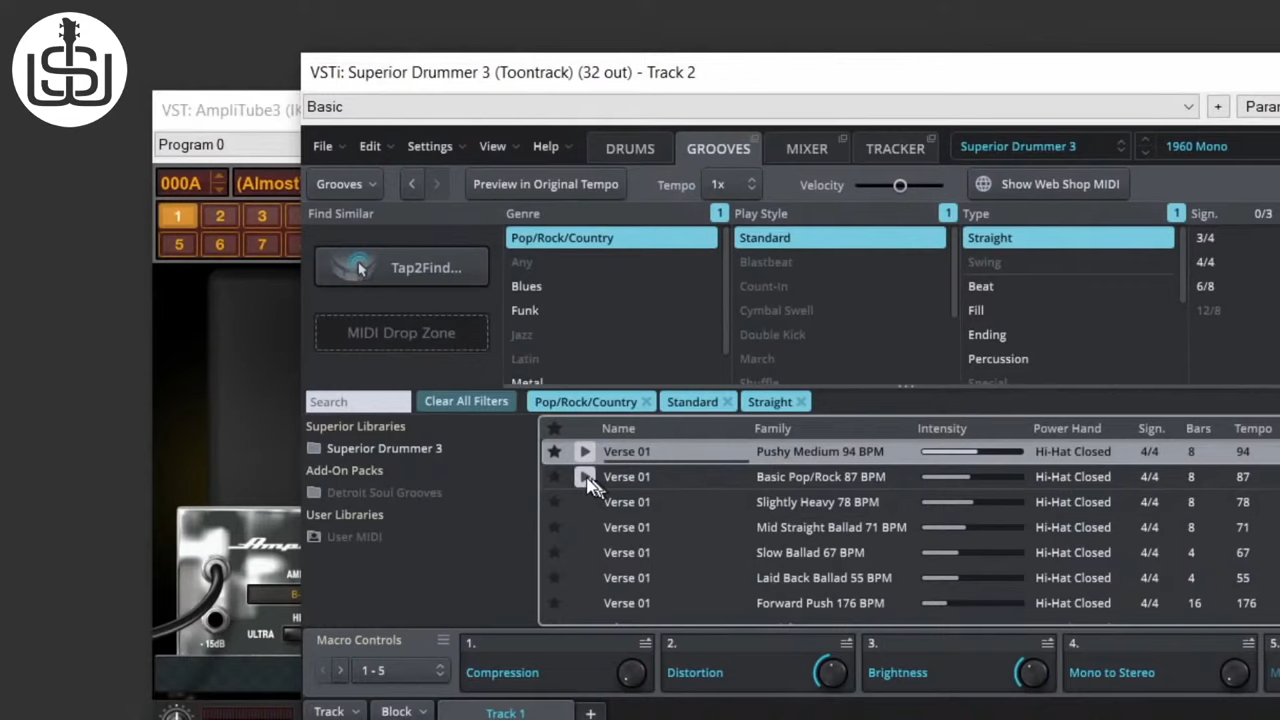 VSTi: Superior Drummer 3 (Toontrack) (32 out) - Track 2
VST: AmpliTube3 (IK
Basic
+
Parar
Program 0
File Edit Settings View Help DRUMS GROOVES MIXER TRACKER Superior Drummer 3 1960 Mono
000A (Almost
Grooves Preview in Original Tempo Tempo 1x Velocity Show Web Shop MIDI
1 2 3
5 6 7
Find Similar Genre 1 Play Style 1 Type 1 Sign. 0/3
Pop/Rock/Country Standard Straight 3/4
Tap2Find... Any Blastbeat Swing 4/4
Blues Count-In Beat 6/8
Funk Cymbal Swell Fill 12/8
MIDI Drop Zone Jazz Double Kick Ending
Latin March Percussion
Metal Shuffle Special
Search Clear All Filters Pop/Rock/Country Standard Straight
Superior Libraries
Superior Drummer 3
Add-On Packs
Detroit Soul Grooves
User Libraries
User MIDI
Name Family Intensity Power Hand Sign. Bars Tempo
Verse 01 Pushy Medium 94 BPM Hi-Hat Closed 4/4 8 94
Verse 01 Basic Pop/Rock 87 BPM Hi-Hat Closed 4/4 8 87
Verse 01 Slightly Heavy 78 BPM Hi-Hat Closed 4/4 8 78
Verse 01 Mid Straight Ballad 71 BPM Hi-Hat Closed 4/4 8 71
Verse 01 Slow Ballad 67 BPM Hi-Hat Closed 4/4 4 67
Verse 01 Laid Back Ballad 55 BPM Hi-Hat Closed 4/4 4 55
Verse 01 Forward Push 176 BPM Hi-Hat Closed 4/4 16 176
Amp
ULTRA HI
-15dB
Macro Controls
1 - 5
1. 2. 3. 4. 5.
Compression Distortion Brightness Mono to Stereo
Track Block Track 1 +